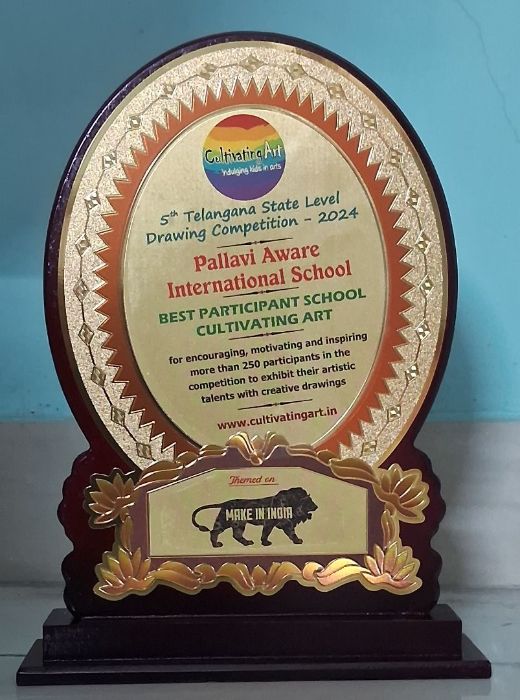 Cultivating Art
indulging kids in arts
5th Telangana State Level
Drawing Competition - 2024
Pallavi Aware
International School
BEST PARTICIPANT SCHOOL
CULTIVATING ART
for encouraging, motivating and inspiring
more than 250 participants in the
competition to exhibit their artistic
talents with creative drawings
www.cultivatingart.in
Themed on
MAKE IN INDIA